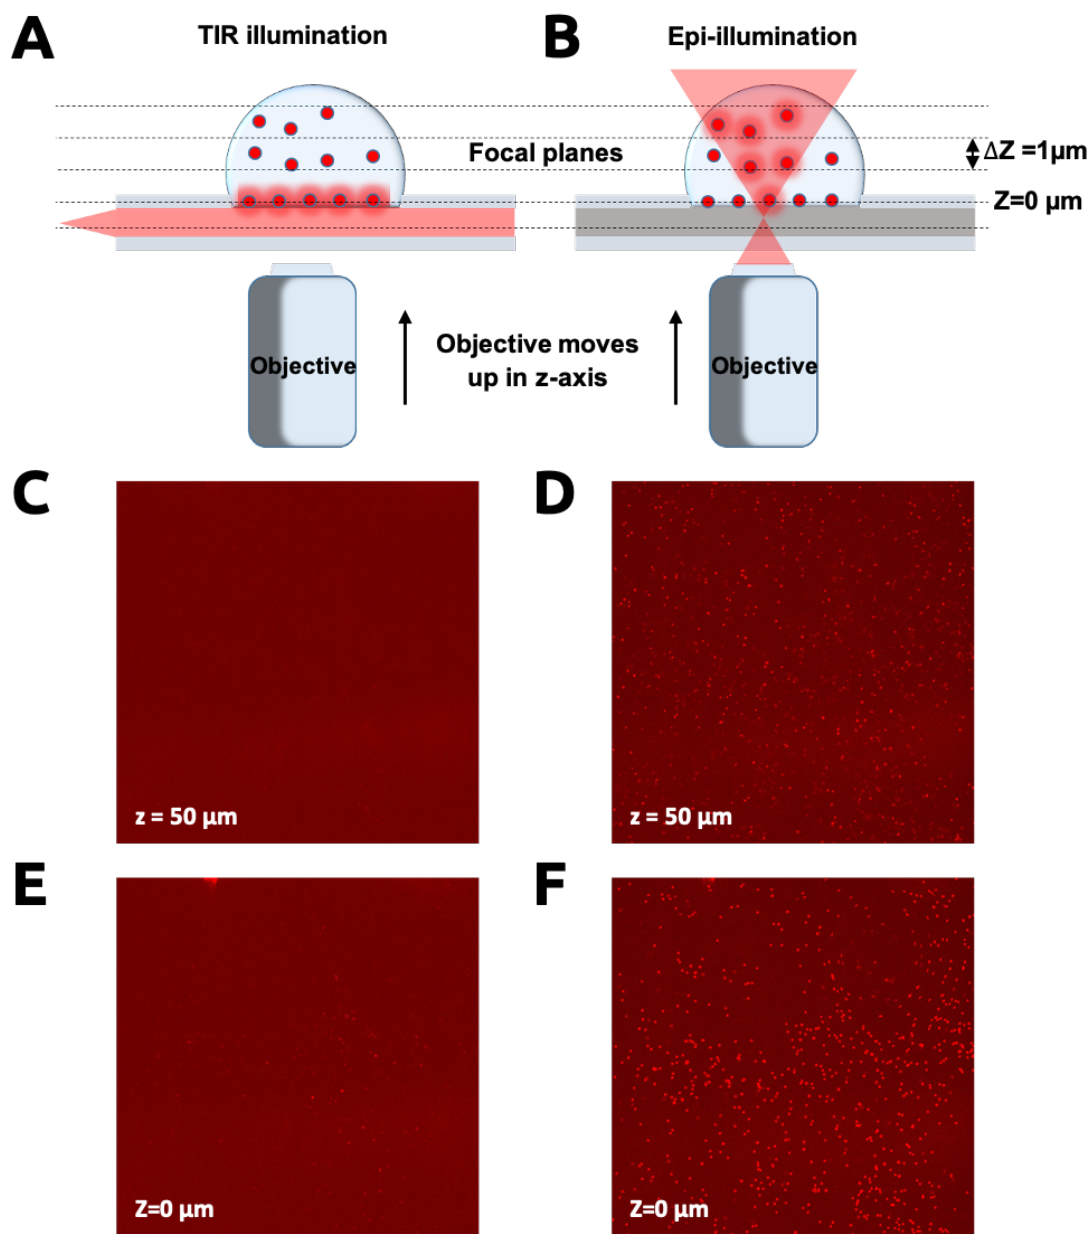 A
TIR illumination
B
Epi-illumination
Focal planes
ΔZ =1µm
Z=0 µm
Objective
Objective moves
up in z-axis
Objective
C
z = 50 µm
D
z = 50 µm
E
Z=0 µm
F
Z=0 µm